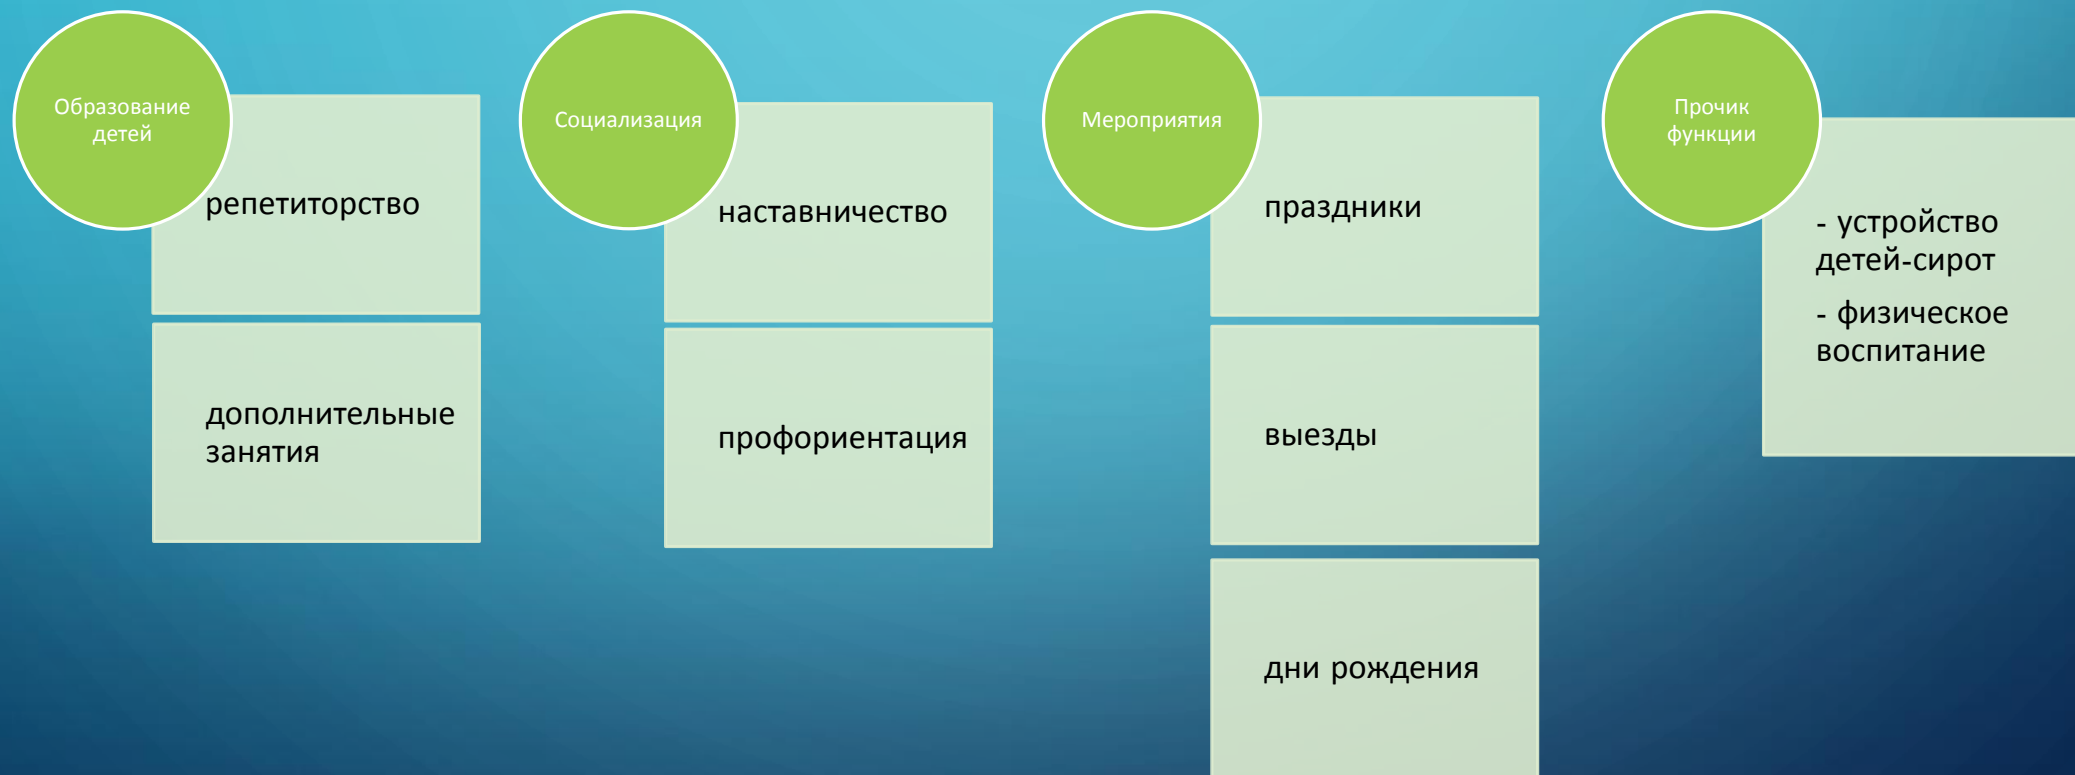 Образование
детей
репетиторство
дополнительные
занятия
Социализация
наставничество
профориентация
Мероприятия
праздники
выезды
дни рождения
Прочик
функции
- устройство
детей-сирот
- физическое
воспитание